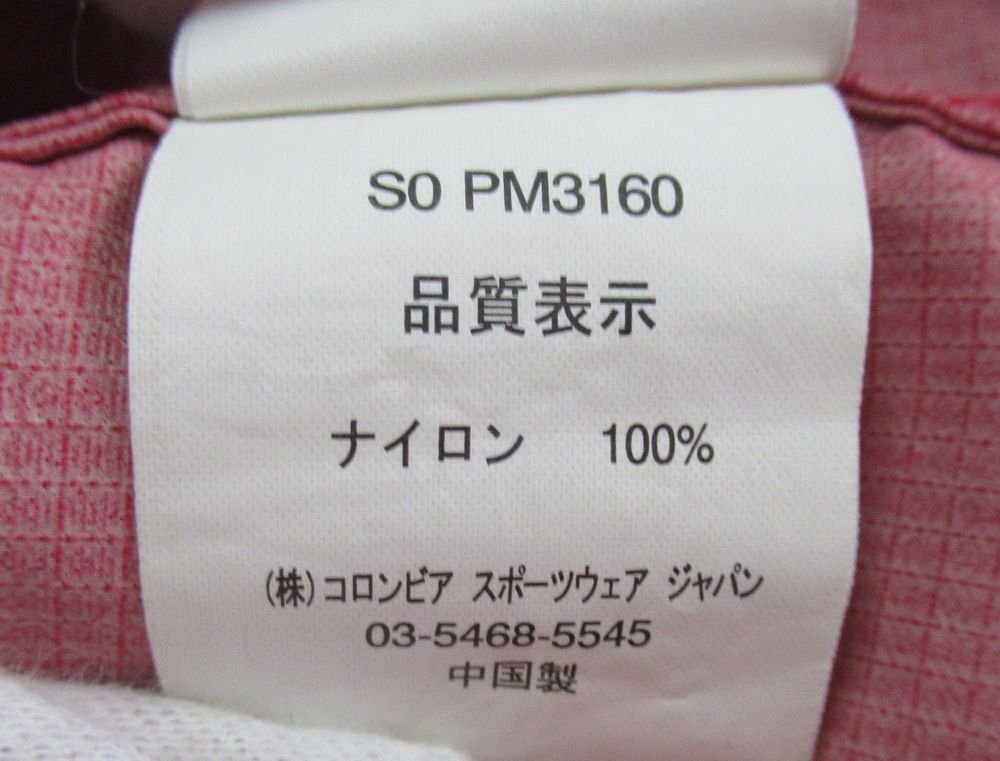 S0 PM3160
品質表示
ナイロン 100%
(株)コロンビア スポーツウェア ジャパン
03-5468-5545
中国製